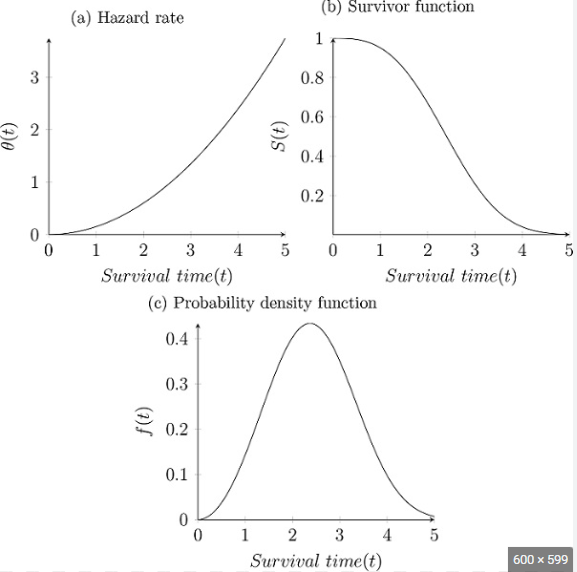 (a) Hazard rate
θ(t)
3
2
1
0
0 1 2 3 4 5
Survival time(t)
(b) Survivor function
S(t)
1
0.8
0.6
0.4
0.2
0 1 2 3 4 5
Survival time(t)
(c) Probability density function
f(t)
0.4
0.3
0.2
0.1
0
0 1 2 3 4 5
Survival time(t)
600 × 599